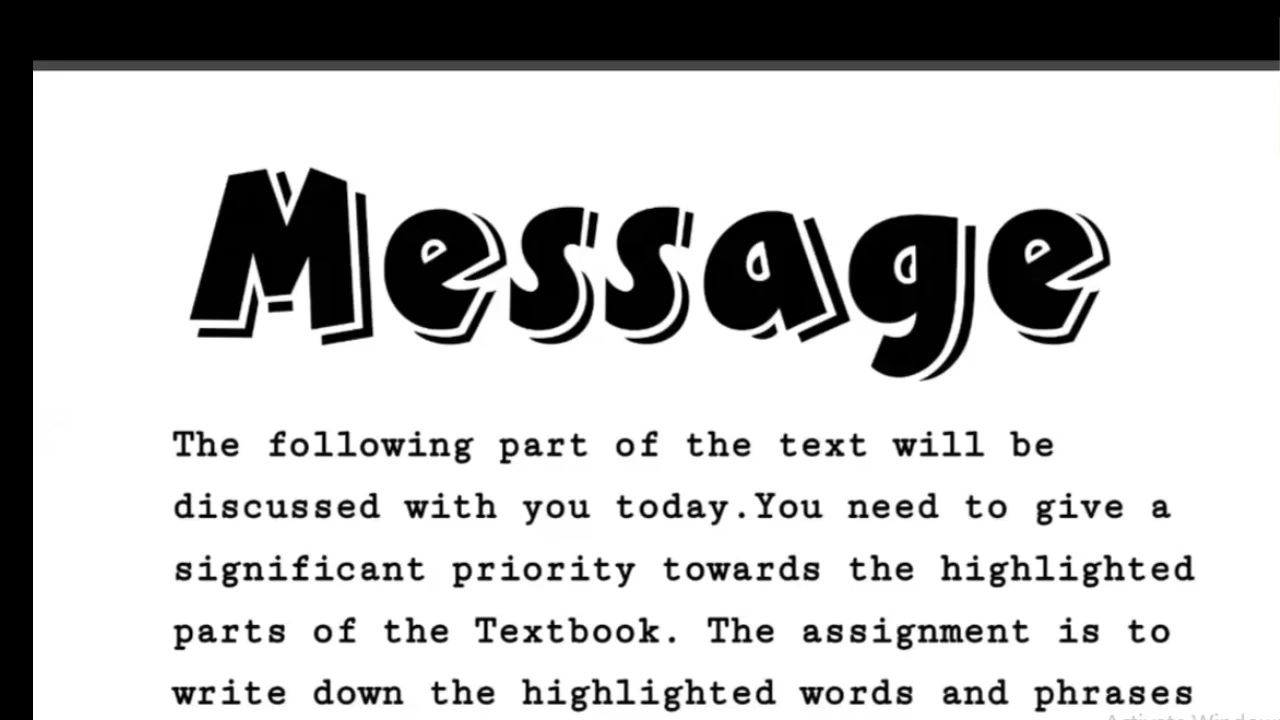 Message
The following part of the text will be
discussed with you today.You need to give a
significant priority towards the highlighted
parts of the Textbook. The assignment is to
write down the highlighted words and phrases